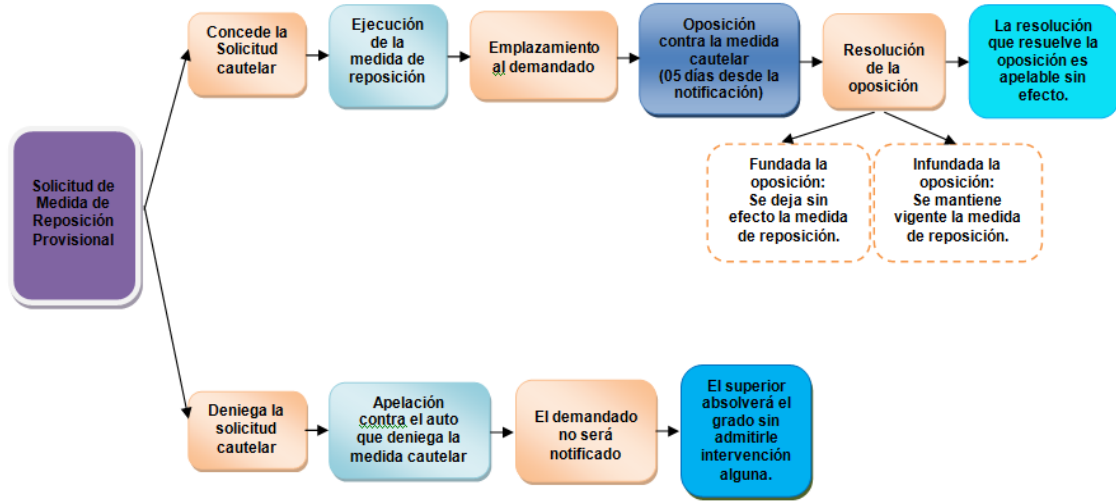 Solicitud de
Medida de
Reposición
Provisional
Concede la
Solicitud
cautelar
Ejecución
de la
medida de
reposición
Emplazamiento
al demandado
Oposición
contra la medida
cautelar
(05 días desde la
notificación)
Resolución
de la
oposición
La resolución
que resuelve la
oposición es
apelable sin
efecto.
Fundada la
oposición:
Se deja sin
efecto la medida
de reposición.
Infundada la
oposición:
Se mantiene
vigente la medida
de reposición.
Deniega la
solicitud
cautelar
Apelación
contra el auto
que deniega la
medida cautelar
El demandado
no será
notificado
El superior
absolverá el
grado sin
admitirle
intervención
alguna.